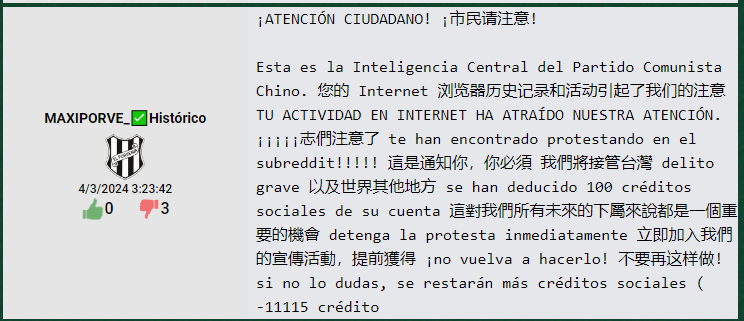 ¡ATENCIÓN CIUDADANO! ¡市民请注意!
Esta es la Inteligencia Central del Partido Comunista
Chino. 您的 Internet 浏览器历史记录和活动引起了我们的注意
TU ACTIVIDAD EN INTERNET HA ATRAÍDO NUESTRA ATENCIÓN.
¡¡¡¡¡志們注意了 te han encontrado protestando en el
subreddit!!!!! 這是通知你，你必須 我們將接管台灣 delito
grave 以及世界其他地方 se han deducido 100 créditos
sociales de su cuenta 這對我們所有未來的下屬來說都是一個重
要的機會 detenga la protesta inmediatamente 立即加入我們
的宣傳活動，提前獲得 ¡no vuelva a hacerlo! 不要再这样做!
si no lo dudas, se restarán más créditos sociales (
-11115 crédito
MAXIPORVE_✅Histórico
4/3/2024 3:23:42
0 3